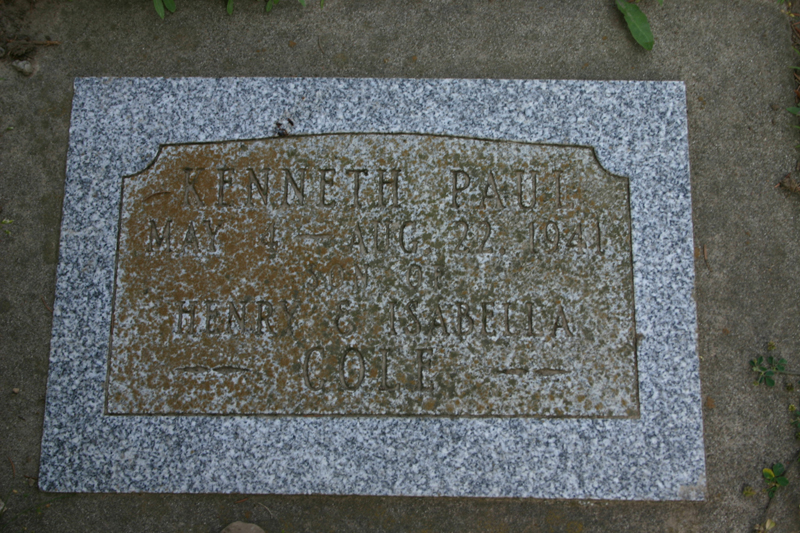 KENNETH PAUL
MAY 4 – AUG. 22 1941
SON OF
HENRY & ISABELLA
— COLE —